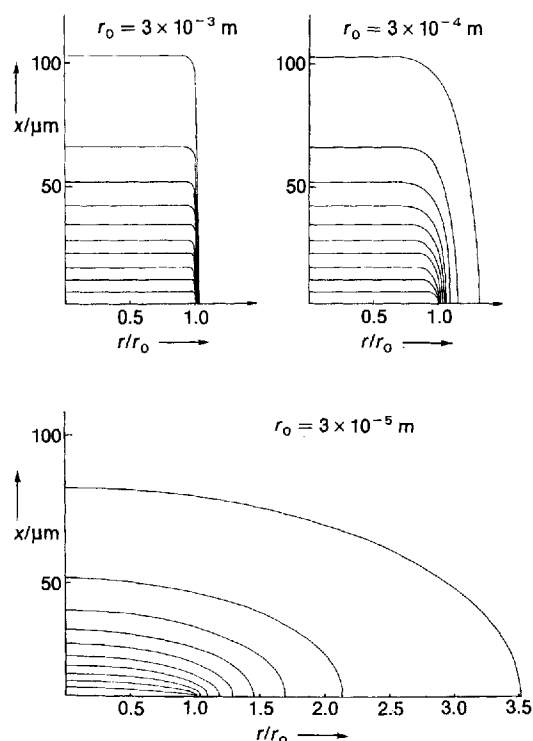 r₀ = 3 × 10⁻³ m
r₀ = 3 × 10⁻⁴ m
100
x/μm
50
0.5 1.0
r/r₀
100
x/μm
50
0.5 1.0
r/r₀
r₀ = 3 × 10⁻⁵ m
100
x/μm
50
0.5 1.0 1.5 2.0 2.5 3.0 3.5
r/r₀